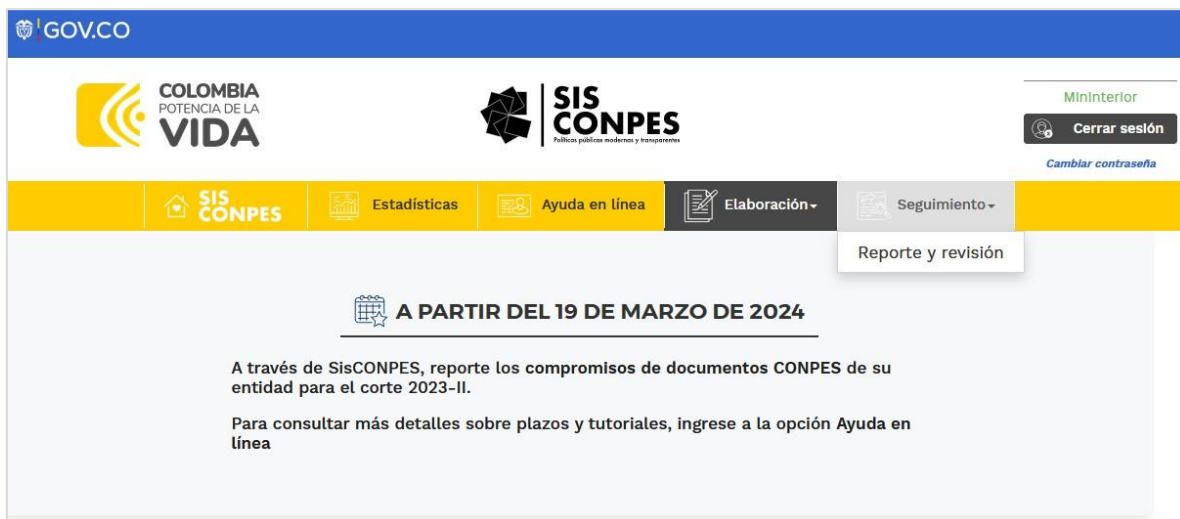 GOV.CO
COLOMBIA
POTENCIA DE LA
VIDA
SIS
CONPES
Políticas públicas modernas y transparentes
MinInterior
Cerrar sesión
Cambiar contraseña
SIS
CONPES
Estadísticas
Ayuda en línea
Elaboración
Seguimiento
Reporte y revisión
A PARTIR DEL 19 DE MARZO DE 2024
A través de SisCONPES, reporte los compromisos de documentos CONPES de su
entidad para el corte 2023-II.
Para consultar más detalles sobre plazos y tutoriales, ingrese a la opción Ayuda en
línea